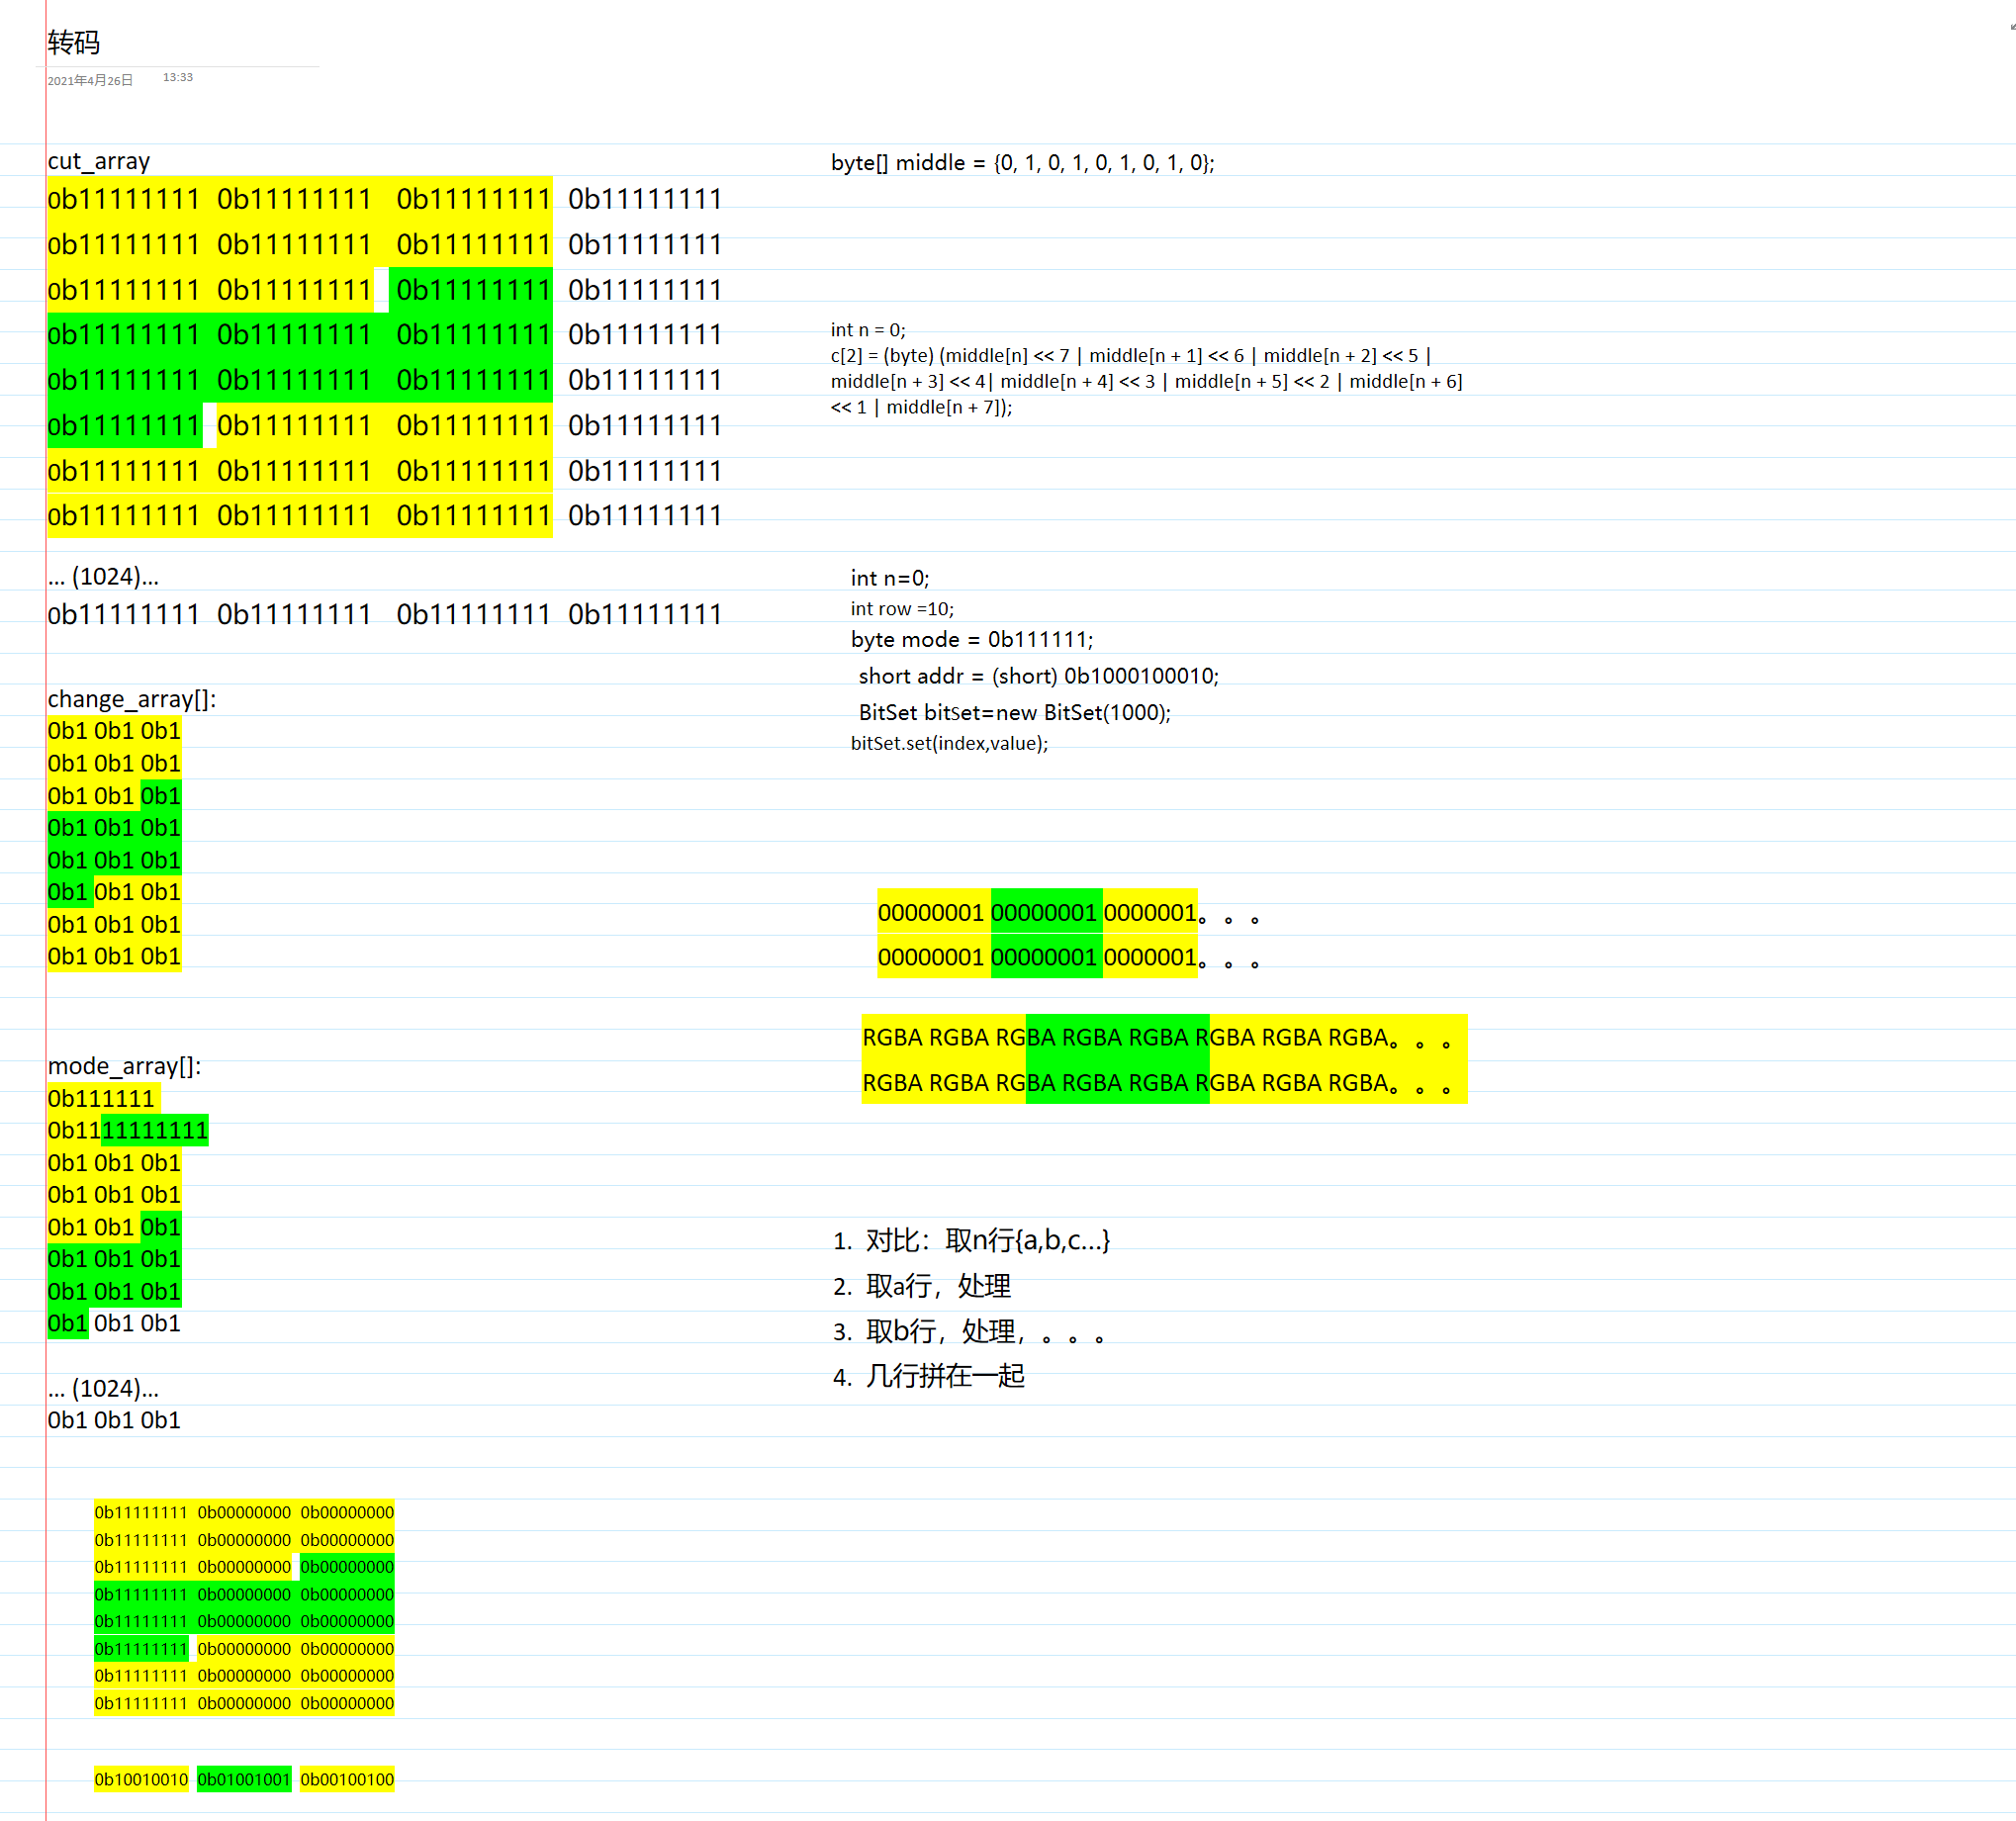 转码
2021年4月26日 13:33
cut_array
0b11111111 0b11111111 0b11111111 0b11111111
0b11111111 0b11111111 0b11111111 0b11111111
0b11111111 0b11111111 0b11111111 0b11111111
0b11111111 0b11111111 0b11111111 0b11111111
0b11111111 0b11111111 0b11111111 0b11111111
0b11111111 0b11111111 0b11111111 0b11111111
0b11111111 0b11111111 0b11111111 0b11111111
0b11111111 0b11111111 0b11111111 0b11111111
... (1024)...
0b11111111 0b11111111 0b11111111 0b11111111
change_array[]:
0b1 0b1 0b1
0b1 0b1 0b1
0b1 0b1 0b1
0b1 0b1 0b1
0b1 0b1 0b1
0b1 0b1 0b1
0b1 0b1 0b1
0b1 0b1 0b1
mode_array[]:
0b111111
0b1111111111
0b1 0b1 0b1
0b1 0b1 0b1
0b1 0b1 0b1
0b1 0b1 0b1
0b1 0b1 0b1
0b1 0b1 0b1
... (1024)...
0b1 0b1 0b1
0b11111111 0b00000000 0b00000000
0b11111111 0b00000000 0b00000000
0b11111111 0b00000000 0b00000000
0b11111111 0b00000000 0b00000000
0b11111111 0b00000000 0b00000000
0b11111111 0b00000000 0b00000000
0b11111111 0b00000000 0b00000000
0b11111111 0b00000000 0b00000000
0b10010010 0b01001001 0b00100100
byte[] middle = {0, 1, 0, 1, 0, 1, 0, 1, 0};
int n = 0;
c[2] = (byte) (middle[n] << 7 | middle[n + 1] << 6 | middle[n + 2] << 5 |
middle[n + 3] << 4| middle[n + 4] << 3 | middle[n + 5] << 2 | middle[n + 6]
<< 1 | middle[n + 7]);
int n=0;
int row =10;
byte mode = 0b111111;
short addr = (short) 0b1000100010;
BitSet bitset=new BitSet(1000);
bitSet.set(index,value);
00000001 00000001 0000001。。。
00000001 00000001 0000001。。。
RGBA RGBA RGBA RGBA RGBA RGBA RGBA RGBA。。。
RGBA RGBA RGBA RGBA RGBA RGBA RGBA RGBA。。。
1. 对比：取n行{a,b,c...}
2. 取a行，处理
3. 取b行，处理，。。。
4. 几行拼在一起